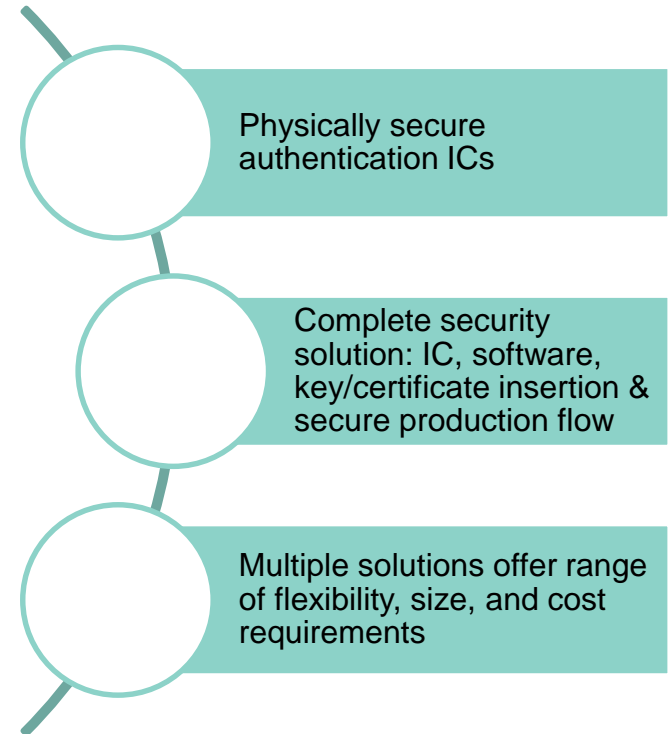 Physically secure
authentication ICs
Complete security
solution: IC, software,
key/certificate insertion &
secure production flow
Multiple solutions offer range
of flexibility, size, and cost
requirements